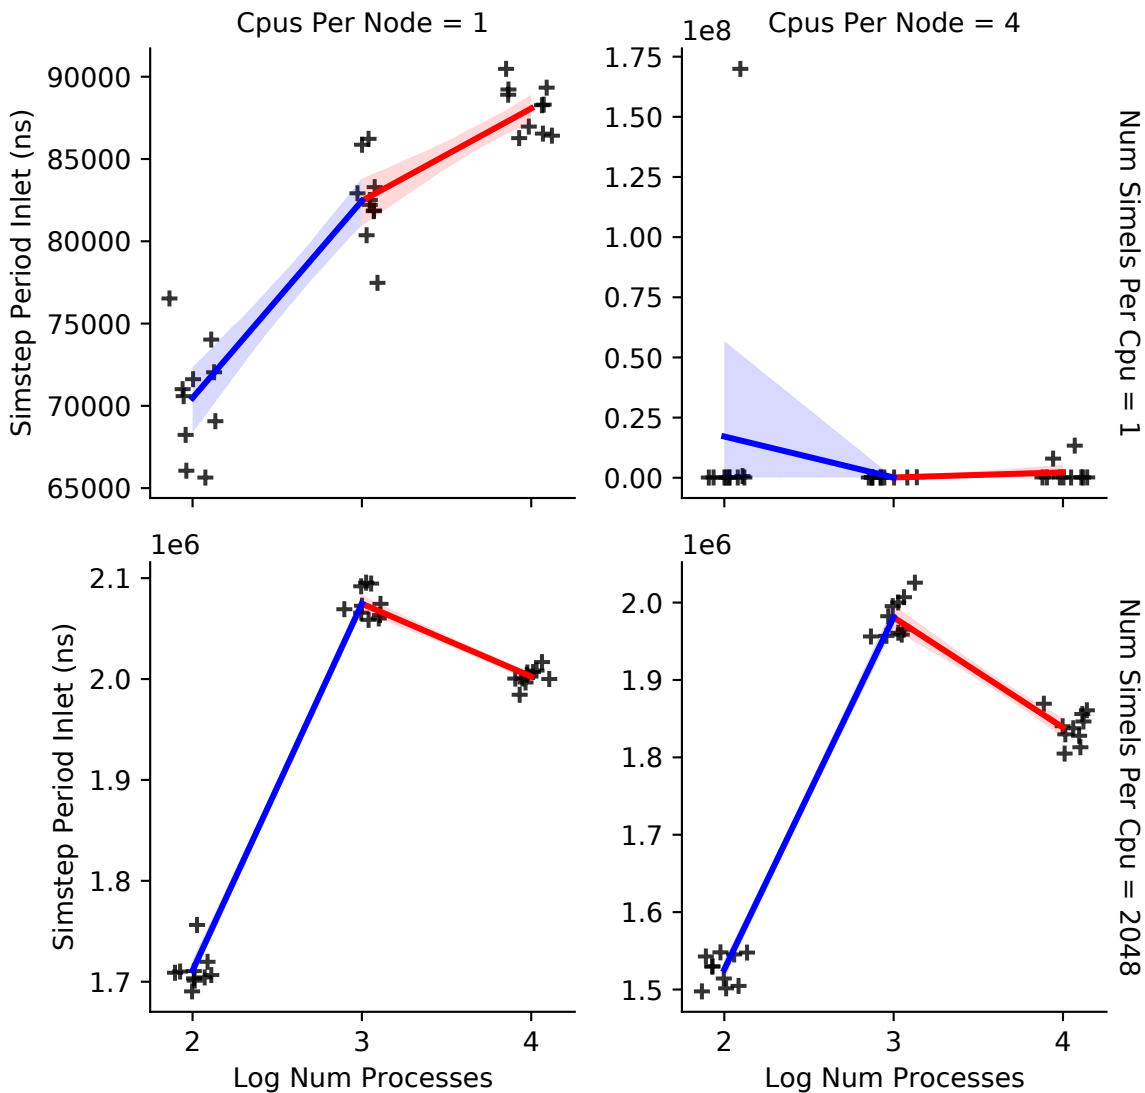 Cpus Per Node = 1
Cpus Per Node = 4
1e8
90000
85000
80000
75000
70000
65000
Simstep Period Inlet (ns)
1.75
1.50
1.25
1.00
0.75
0.50
0.25
0.00
Num Simels Per Cpu = 1
1e6
2.1
2.0
1.9
1.8
1.7
Simstep Period Inlet (ns)
2
3
4
Log Num Processes
1e6
2.0
1.9
1.8
1.7
1.6
1.5
2
3
4
Log Num Processes
Num Simels Per Cpu = 2048